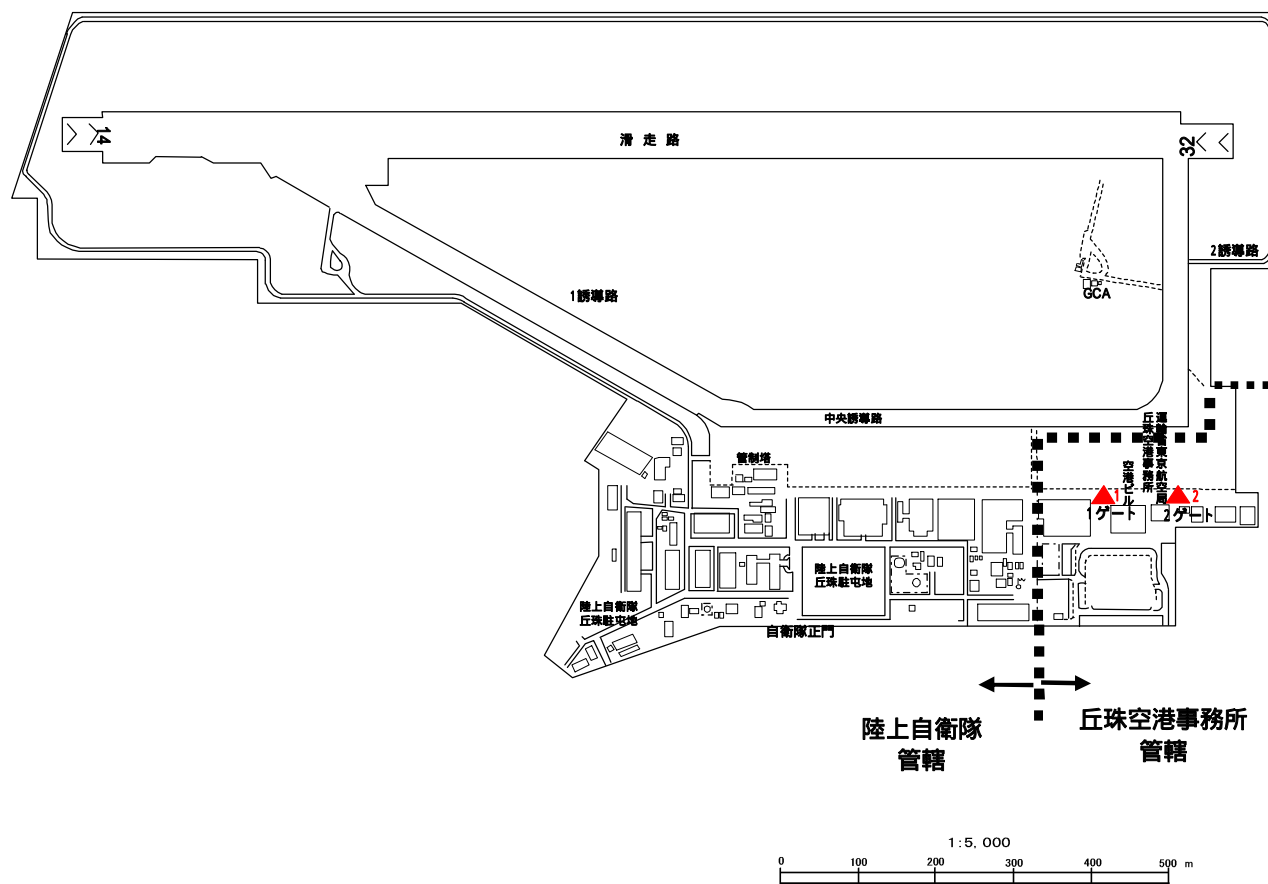 14
滑走路
32
2誘導路
GCA
1誘導路
中央誘導路
運輸省東京航空局
丘珠空港事務所
空港ビル
管制塔
1
2
1ゲート
2ゲート
陸上自衛隊
丘珠駐屯地
陸上自衛隊
丘珠駐屯地
自衛隊正門
陸上自衛隊
管轄
丘珠空港事務所
管轄
1:5,000
0 100 200 300 400 500 m